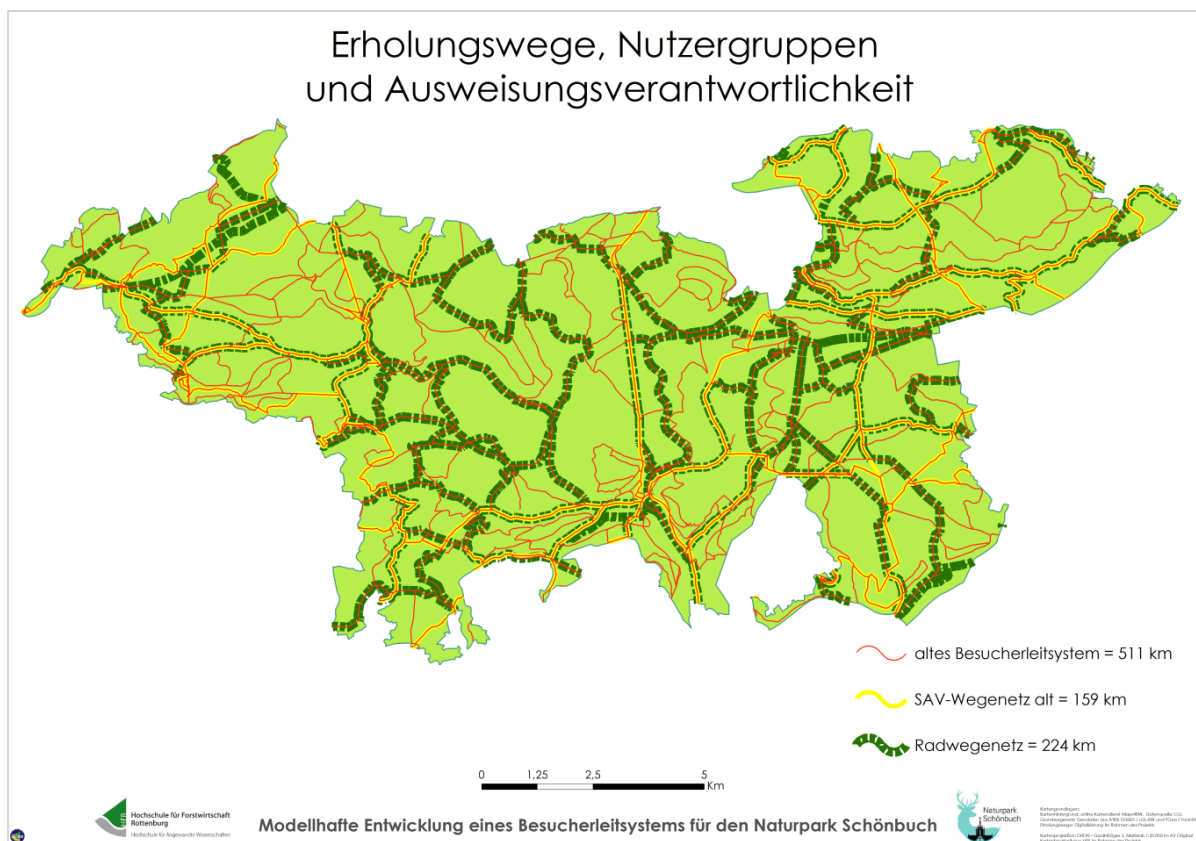 Erholungswege, Nutzergruppen
und Ausweisungsverantwortlichkeit
altes Besucherleitsystem = 511 km
SAV-Wegenetz alt = 159 km
Radwegenetz = 224 km
0 1,25 2,5 5
Km
Hochschule für Forstwirtschaft
Rottenburg
Hochschule für Angewandte Wissenschaften
Modellhafte Entwicklung eines Besucherleitsystems für den Naturpark Schönbuch
Naturpark
Schönbuch
Kartengrundlagen: